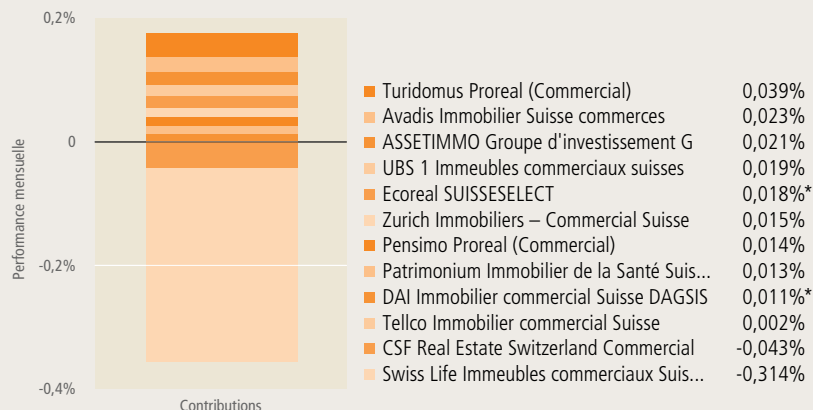 0,2%
0
-0,2%
-0,4%
Performance mensuelle
Contributions
Turidomus Proreal (Commercial) 0,039%
Avadis Immobilier Suisse commerces 0,023%
ASSETIMMO Groupe d'investissement G 0,021%
UBS 1 Immeubles commerciaux suisses 0,019%
Ecoreal SUISSESELECT 0,018%*
Zurich Immobiliers – Commercial Suisse 0,015%
Pensimo Proreal (Commercial) 0,014%
Patrimonium Immobilier de la Santé Suis... 0,013%
DAI Immobilier commercial Suisse DAGSIS 0,011%*
Tellco Immobilier commercial Suisse 0,002%
CSF Real Estate Switzerland Commercial -0,043%
Swiss Life Immeubles commerciaux Suis... -0,314%